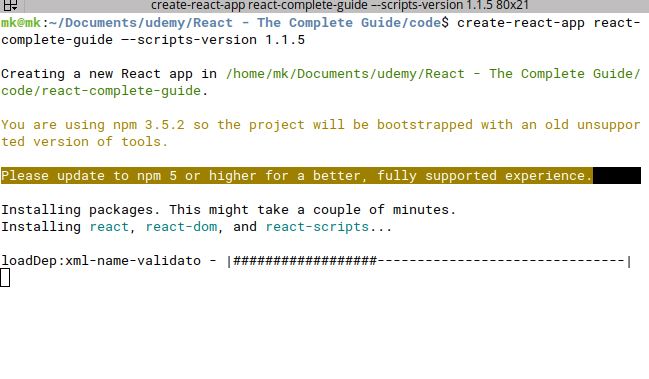 create-react-app react-complete-guide --scripts-version 1.1.5 80x21
mk@mk:~/Documents/udemy/React - The Complete Guide/code$ create-react-app react-
complete-guide --scripts-version 1.1.5
Creating a new React app in /home/mk/Documents/udemy/React - The Complete Guide/
code/react-complete-guide.
You are using npm 3.5.2 so the project will be bootstrapped with an old unsuppor
ted version of tools.
Please update to npm 5 or higher for a better, fully supported experience.
Installing packages. This might take a couple of minutes.
Installing react, react-dom, and react-scripts...
loadDep:xml-name-validato - |##################-------------------------------|